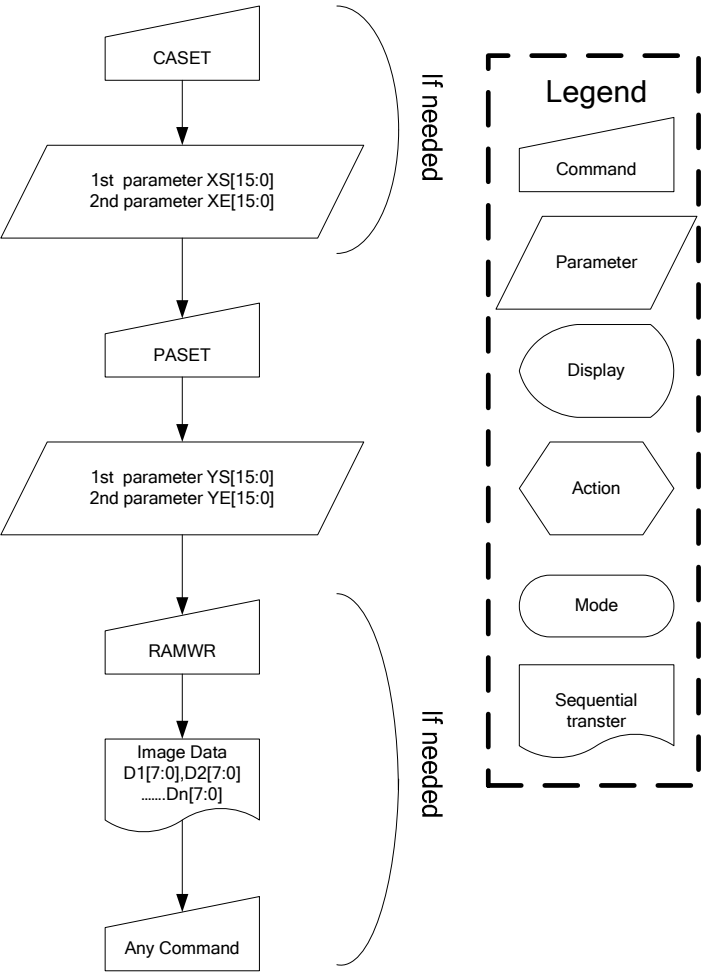 CASET
1st parameter XS[15:0]
2nd parameter XE[15:0]
If needed
PASET
1st parameter YS[15:0]
2nd parameter YE[15:0]
RAMWR
Image Data
D1[7:0],D2[7:0]
.......Dn[7:0]
Any Command
If needed
Legend
Command
Parameter
Display
Action
Mode
Sequential
transter